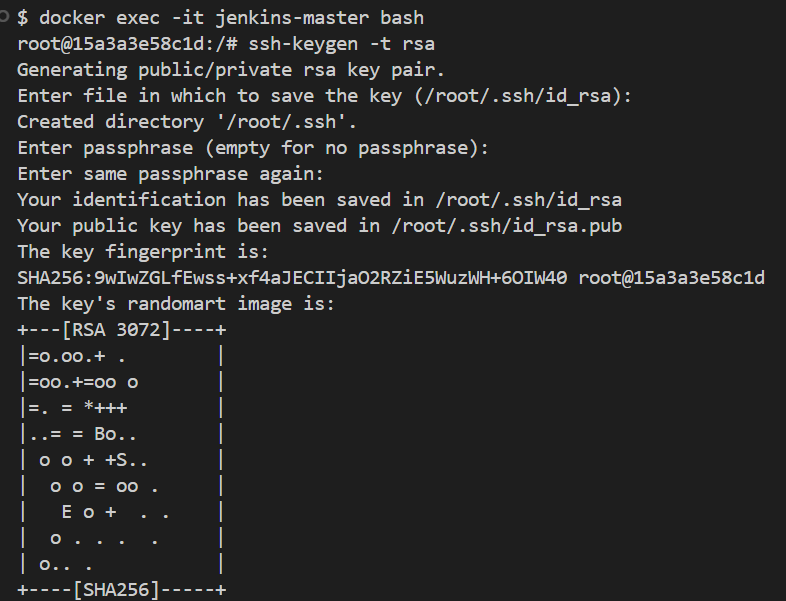 $ docker exec -it jenkins-master bash
root@15a3a3e58c1d:/# ssh-keygen -t rsa
Generating public/private rsa key pair.
Enter file in which to save the key (/root/.ssh/id_rsa):
Created directory '/root/.ssh'.
Enter passphrase (empty for no passphrase):
Enter same passphrase again:
Your identification has been saved in /root/.ssh/id_rsa
Your public key has been saved in /root/.ssh/id_rsa.pub
The key fingerprint is:
SHA256:9wIwZGLfEwss+xf4aJECIIjaO2RZiE5WuzWH+6OIW40 root@15a3a3e58c1d
The key's randomart image is:
+---[RSA 3072]----+
|=o.oo.+ .        |
|=oo.+=oo o       |
|=. = *+++        |
|..= = Bo..       |
| o o + +S..      |
|  o o = oo .     |
|   E o +  . .    |
|  o . . .  .     |
| o.. .           |
+----[SHA256]-----+